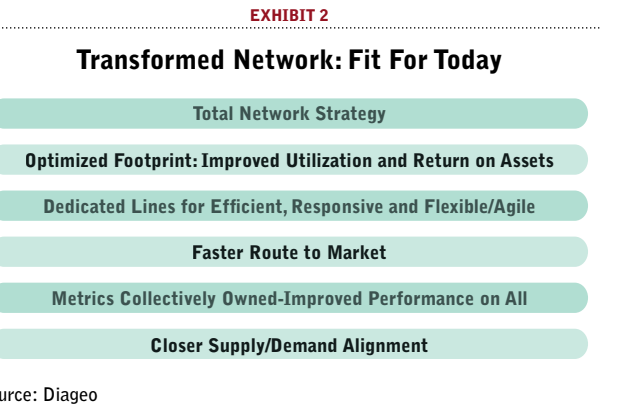 EXHIBIT 2
Transformed Network: Fit For Today
Total Network Strategy
Optimized Footprint: Improved Utilization and Return on Assets
Dedicated Lines for Efficient, Responsive and Flexible/Agile
Faster Route to Market
Metrics Collectively Owned-Improved Performance on All
Closer Supply/Demand Alignment
urce: Diageo